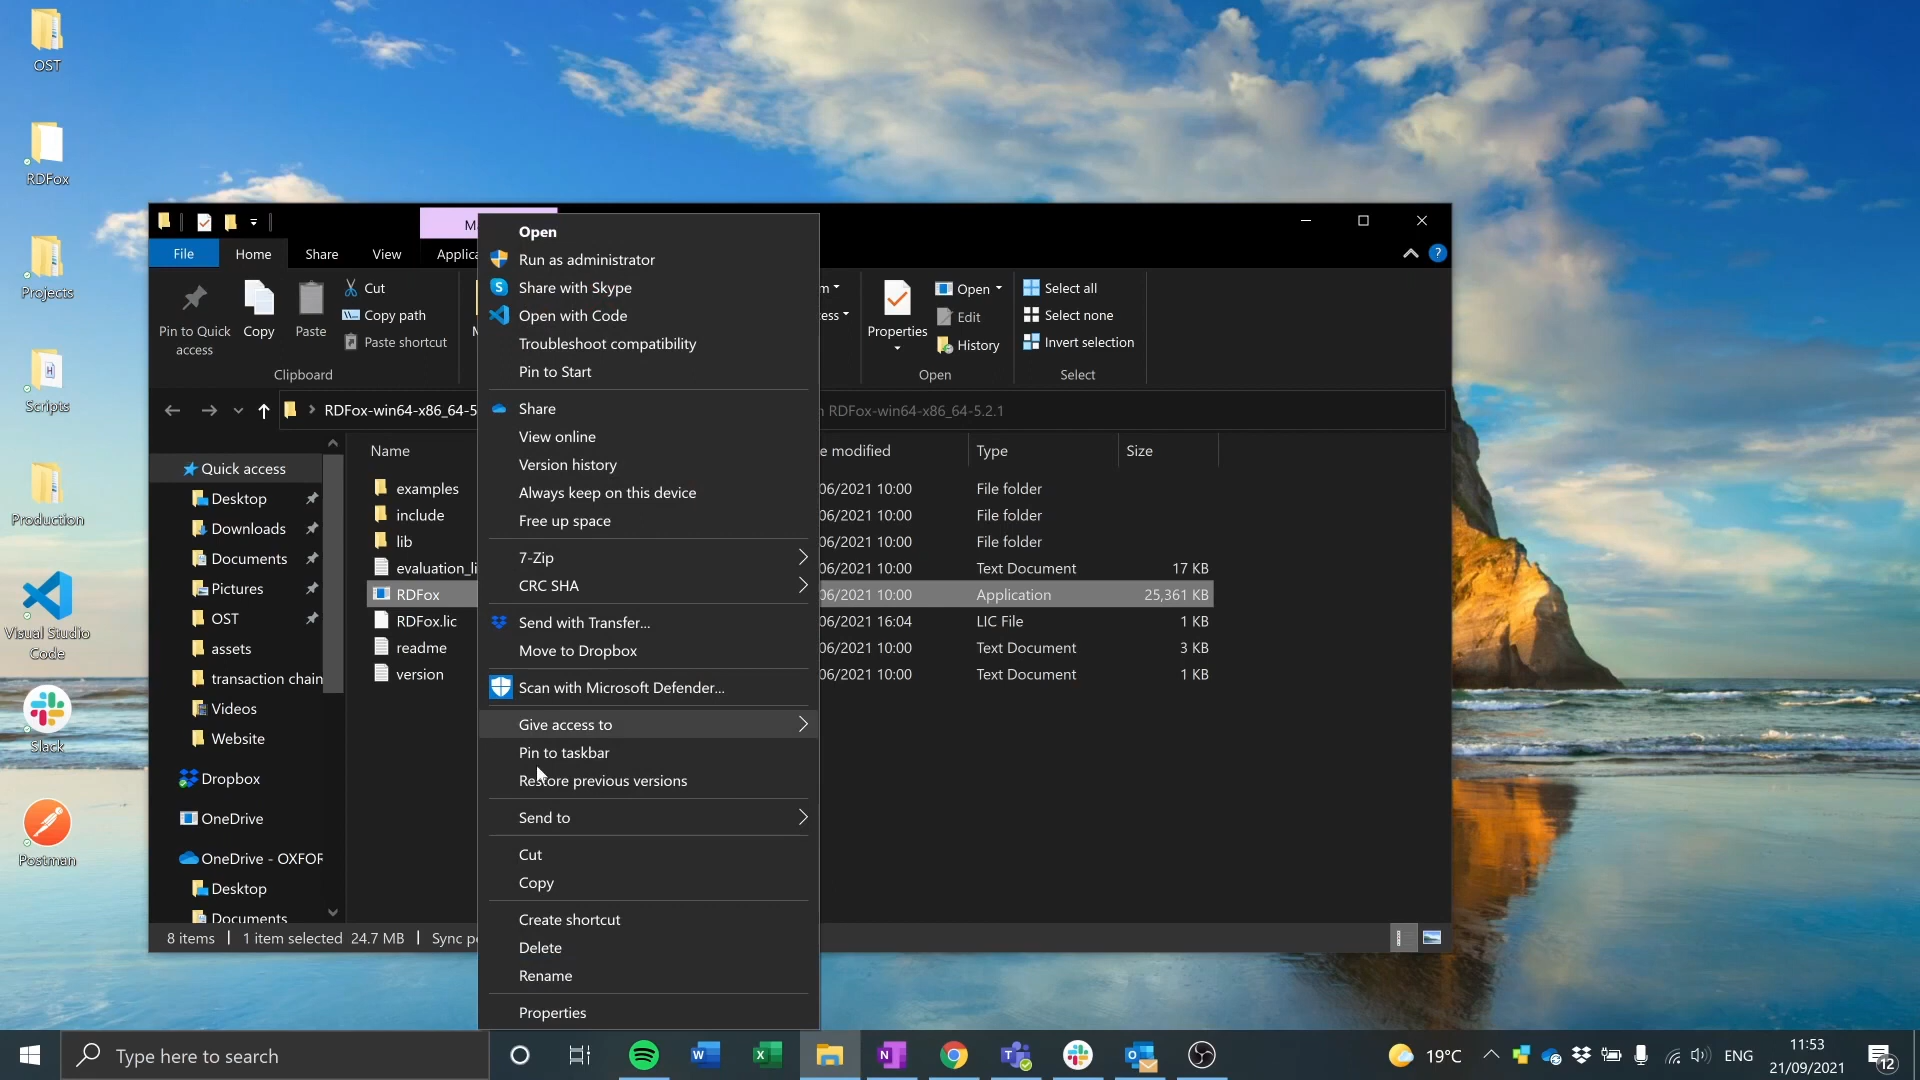 OST
RDFox
Projects
Scripts
Production
Visual Studio
Code
Slack
Postman
File
Home
Share
View
Pin to Quick
access
Copy
Paste
Cut
Copy path
Paste shortcut
Clipboard
Properties
Open
Edit
History
Open
Select all
Select none
Invert selection
Select
RDFox-win64-x86_64-5
RDFox-win64-x86_64-5.2.1
Quick access
Desktop
Downloads
Documents
Pictures
OST
assets
transaction chain
Videos
Website
Dropbox
OneDrive
OneDrive - OXFOR
Desktop
Documents
Name
e modified
Type
Size
examples
06/2021 10:00
File folder
include
06/2021 10:00
File folder
lib
06/2021 10:00
File folder
evaluation_li
06/2021 10:00
Text Document
17 KB
RDFox
06/2021 10:00
Application
25,361 KB
RDFox.lic
06/2021 16:04
LIC File
1 KB
readme
06/2021 10:00
Text Document
3 KB
version
06/2021 10:00
Text Document
1 KB
8 items
1 item selected 24.7 MB
Open
Run as administrator
Share with Skype
Open with Code
Troubleshoot compatibility
Pin to Start
Share
View online
Version history
Always keep on this device
Free up space
7-Zip
CRC SHA
Send with Transfer...
Move to Dropbox
Scan with Microsoft Defender...
Give access to
Pin to taskbar
Restore previous versions
Send to
Cut
Copy
Create shortcut
Delete
Rename
Properties
Type here to search
19°C
ENG
11:53
21/09/2021
12